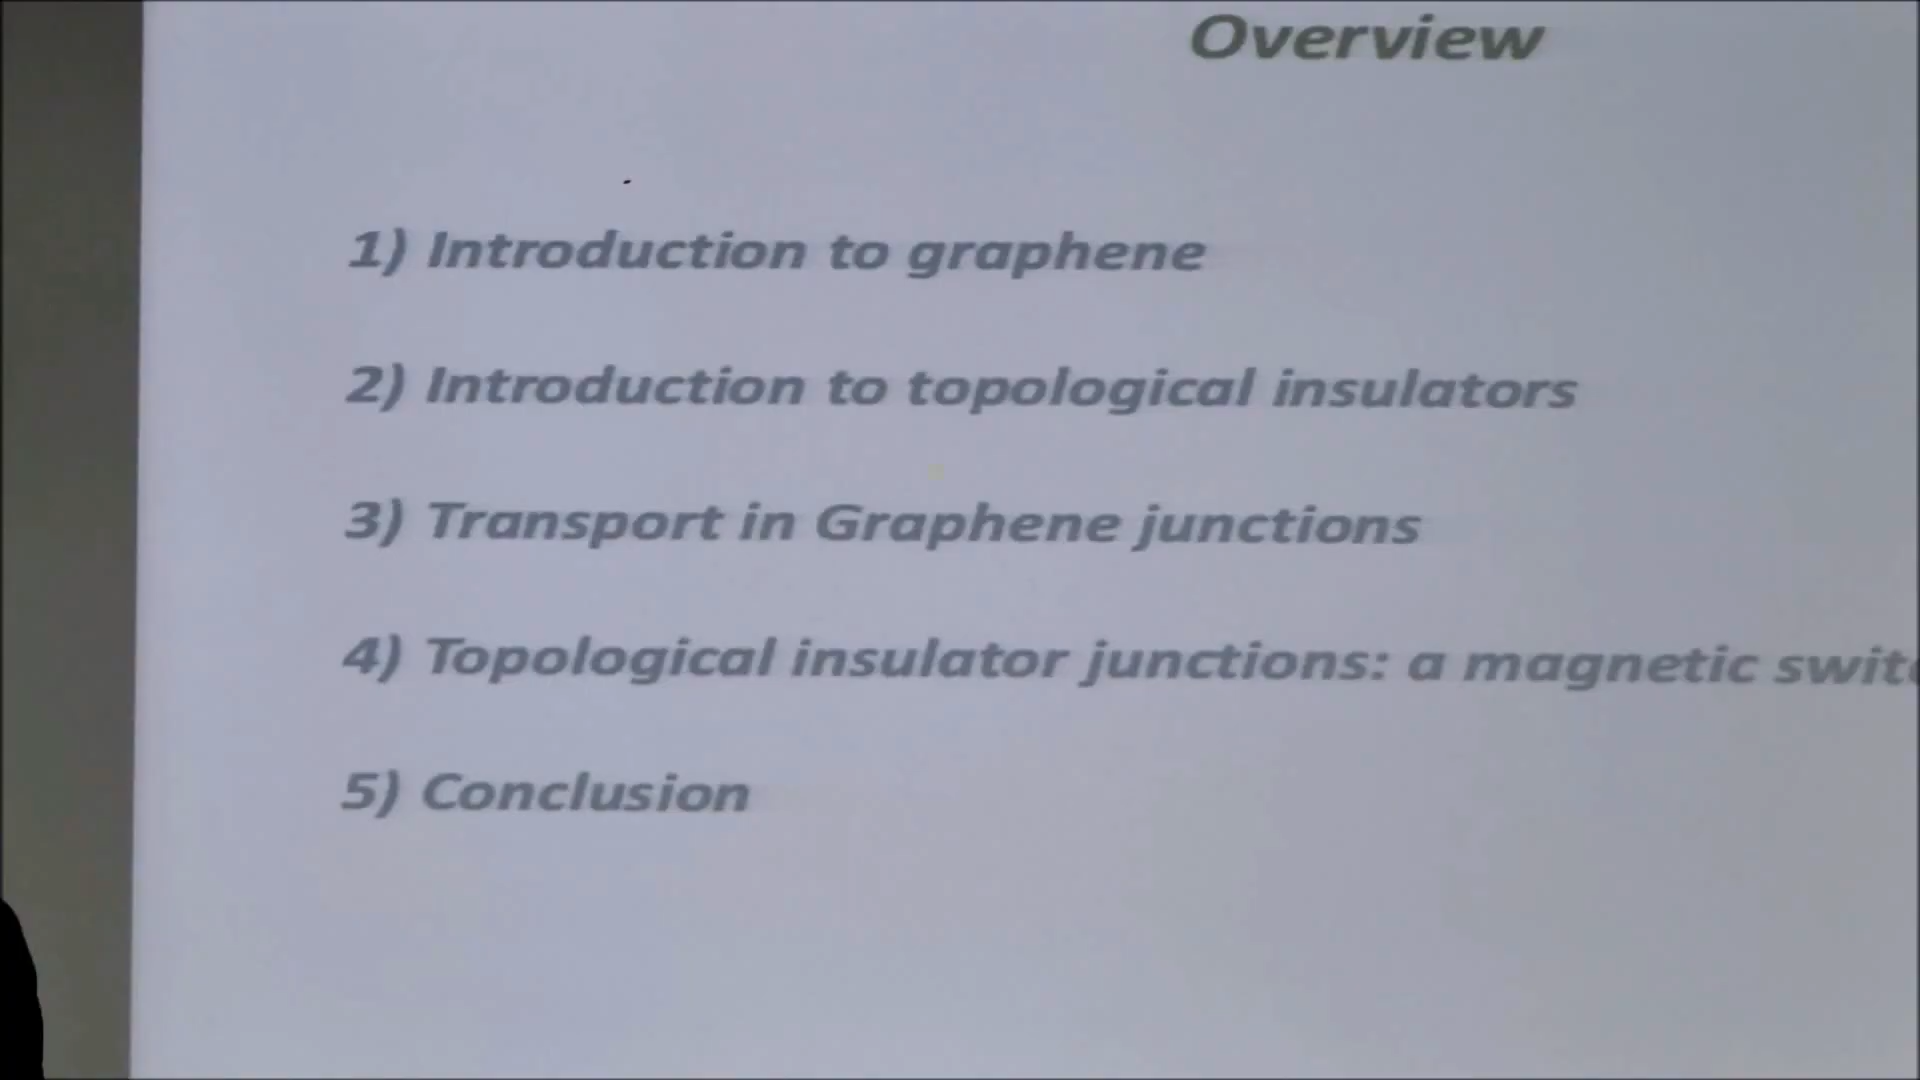 Overview
1) Introduction to graphene
2) Introduction to topological insulators
3) Transport in Graphene junctions
4) Topological insulator junctions: a magnetic
5) Conclusion